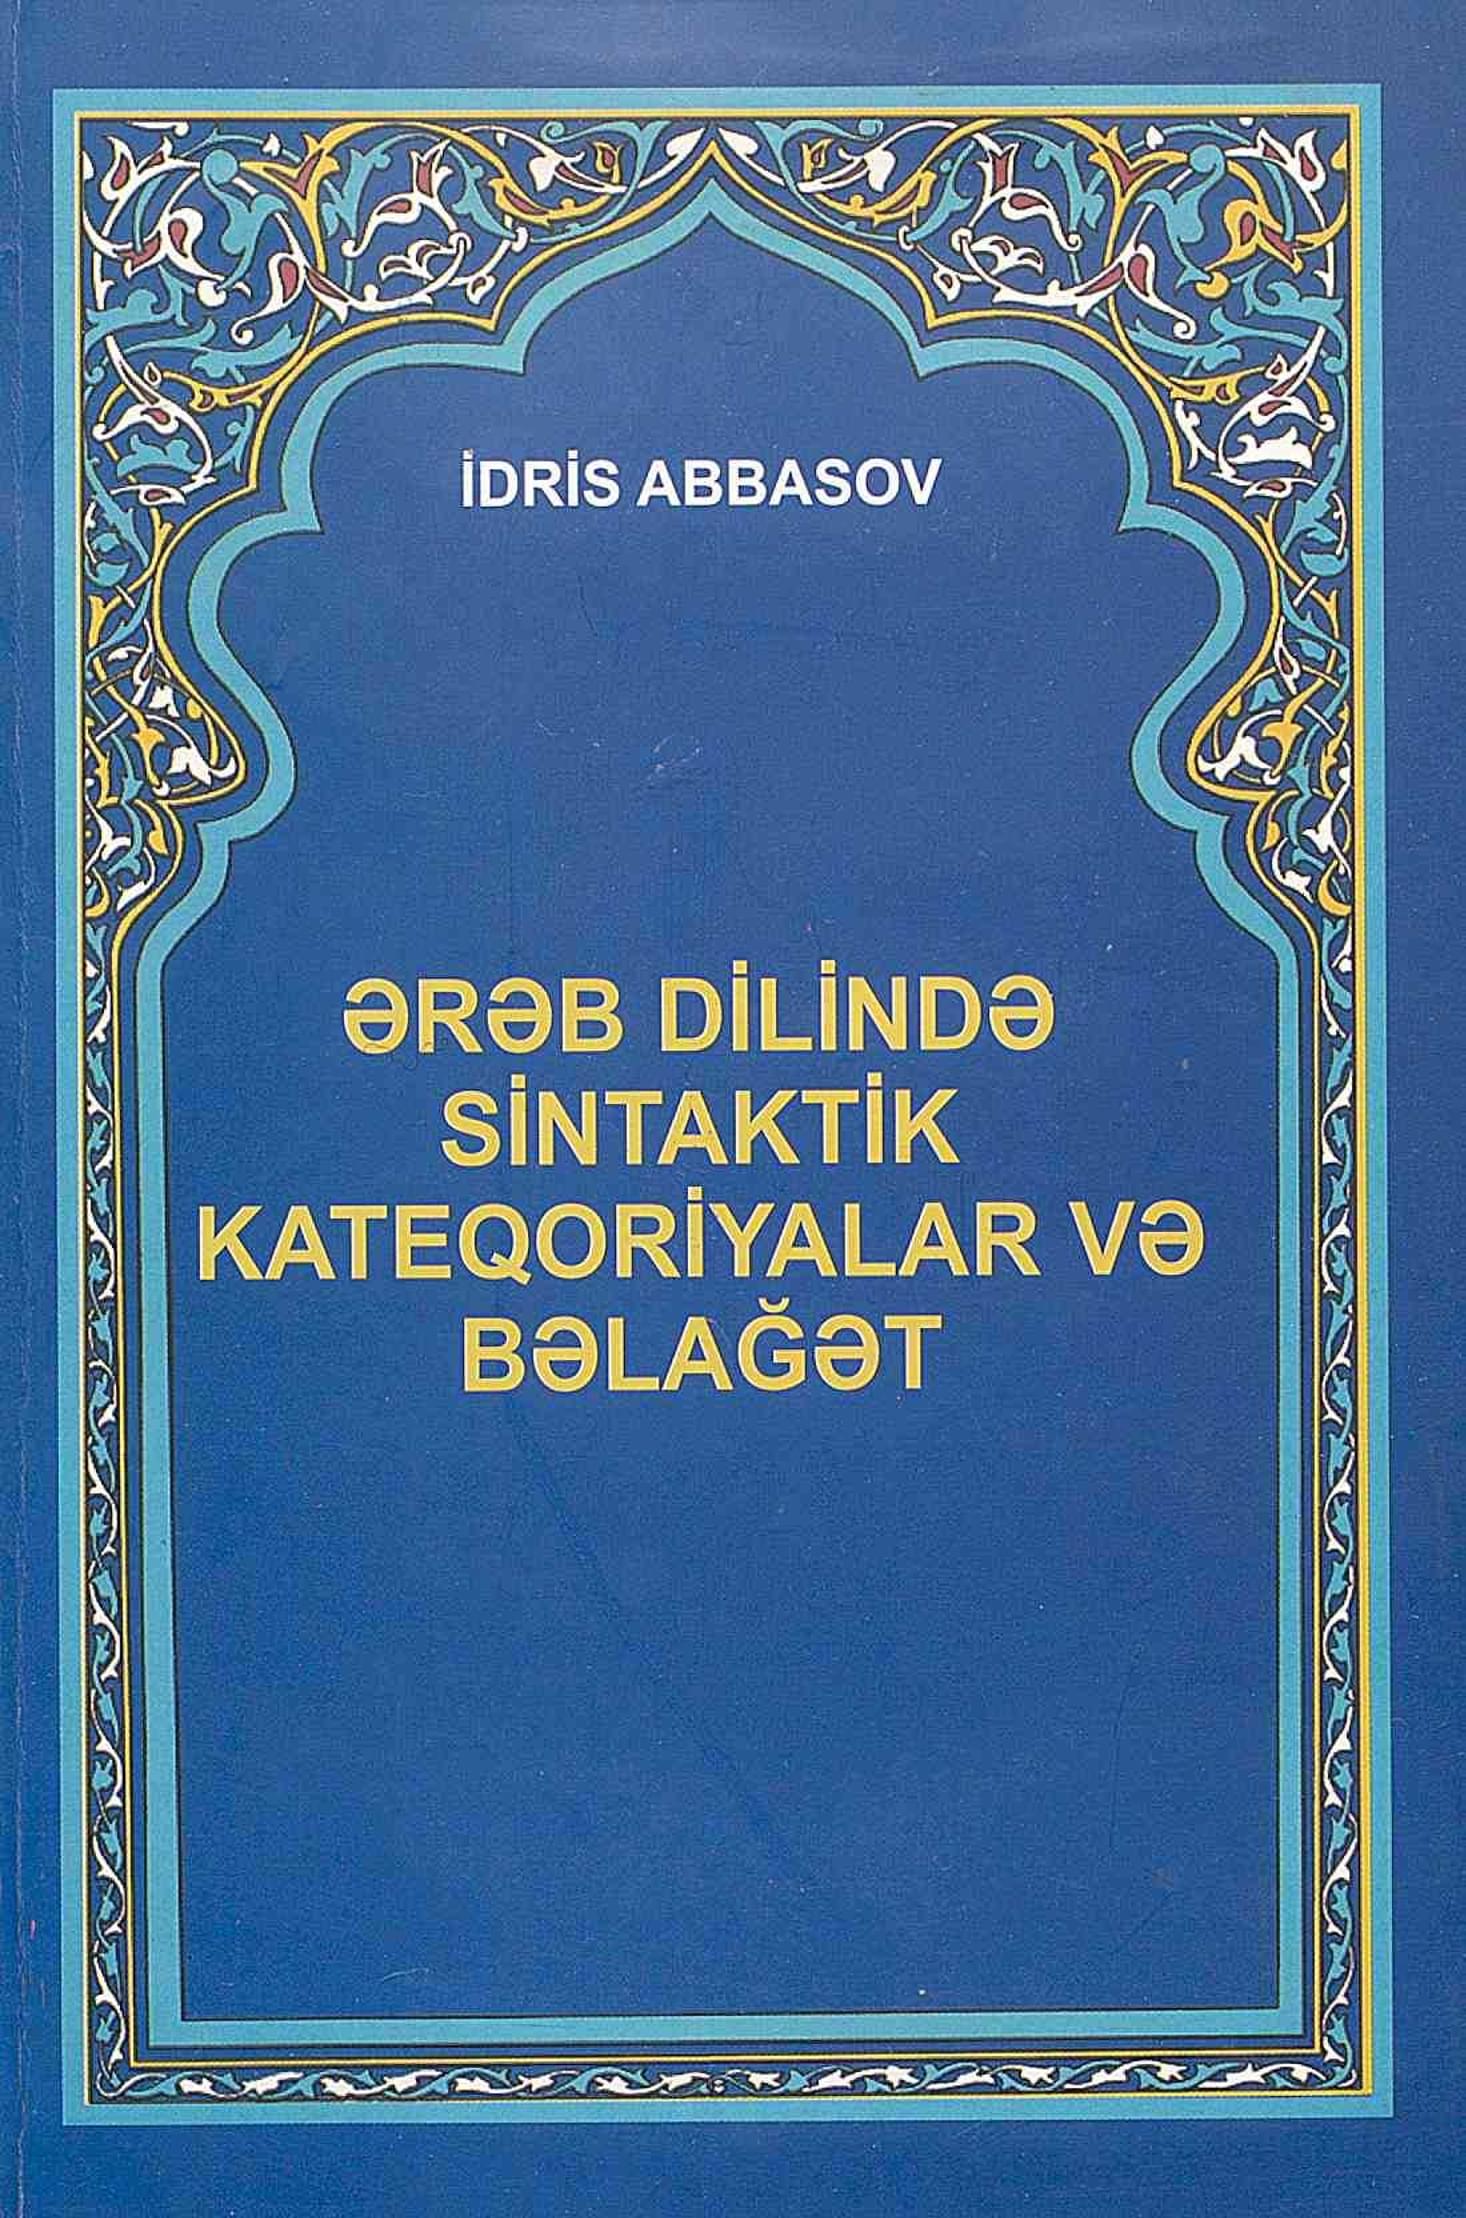 İDRİS ABBASOV
ƏRƏB DİLİNDƏ
SİNTAKTİK
KATEQORİYALAR VƏ
BƏLAĞƏT